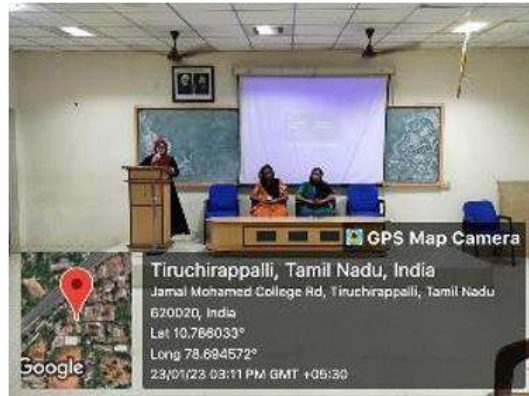 GPS Map Camera
Tiruchirappalli, Tamil Nadu, India
Jamal Mohamed College Rd, Tiruchirappalli, Tamil Nadu
620020, India
Lat 10.786033°
Long 78.694572°
23/01/23 03:11 PM GMT +05:30
Google